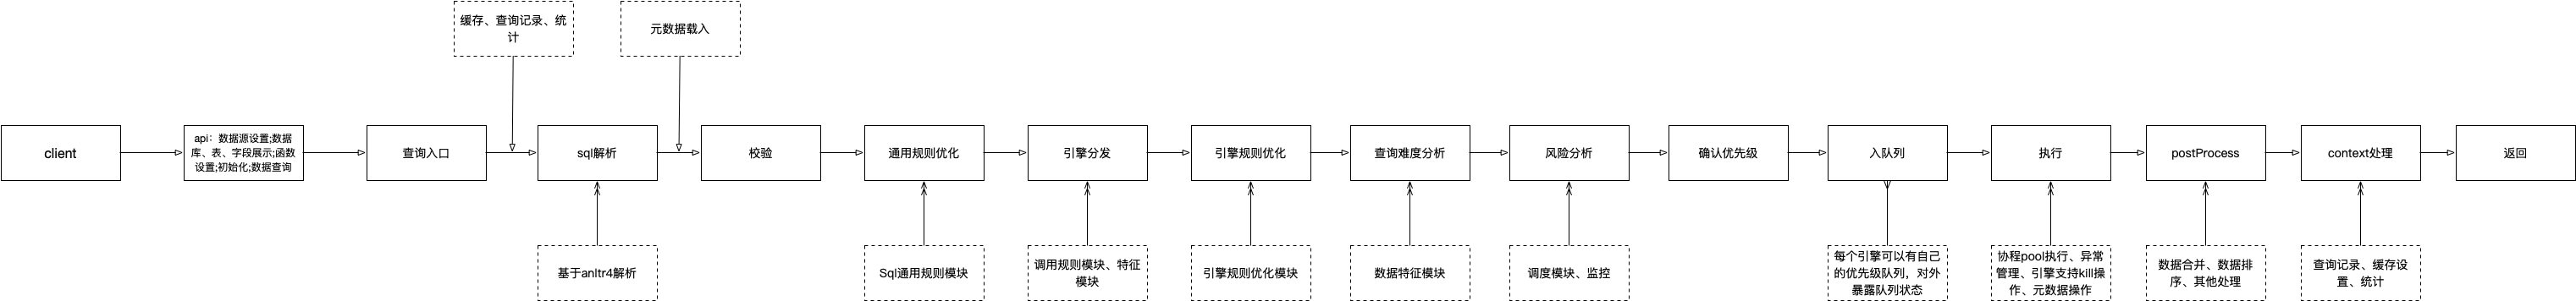 缓存、查询记录、统
计
元数据载入
client
api：数据源设置;数据
库、表、字段展示;函数
设置;初始化;数据查询
查询入口
sql解析
校验
通用规则优化
引擎分发
引擎规则优化
查询难度分析
风险分析
确认优先级
入队列
执行
postProcess
context处理
返回
基于anltr4解析
Sql通用规则模块
调用规则模块、特征
模块
引擎规则优化模块
数据特征模块
调度模块、监控
每个引擎可以有自己
的优先级队列，对外
暴露队列状态
协程pool执行、异常
管理、引擎支持kill操
作、元数据操作
数据合并、数据排
序、其他处理
查询记录、缓存设
置、统计